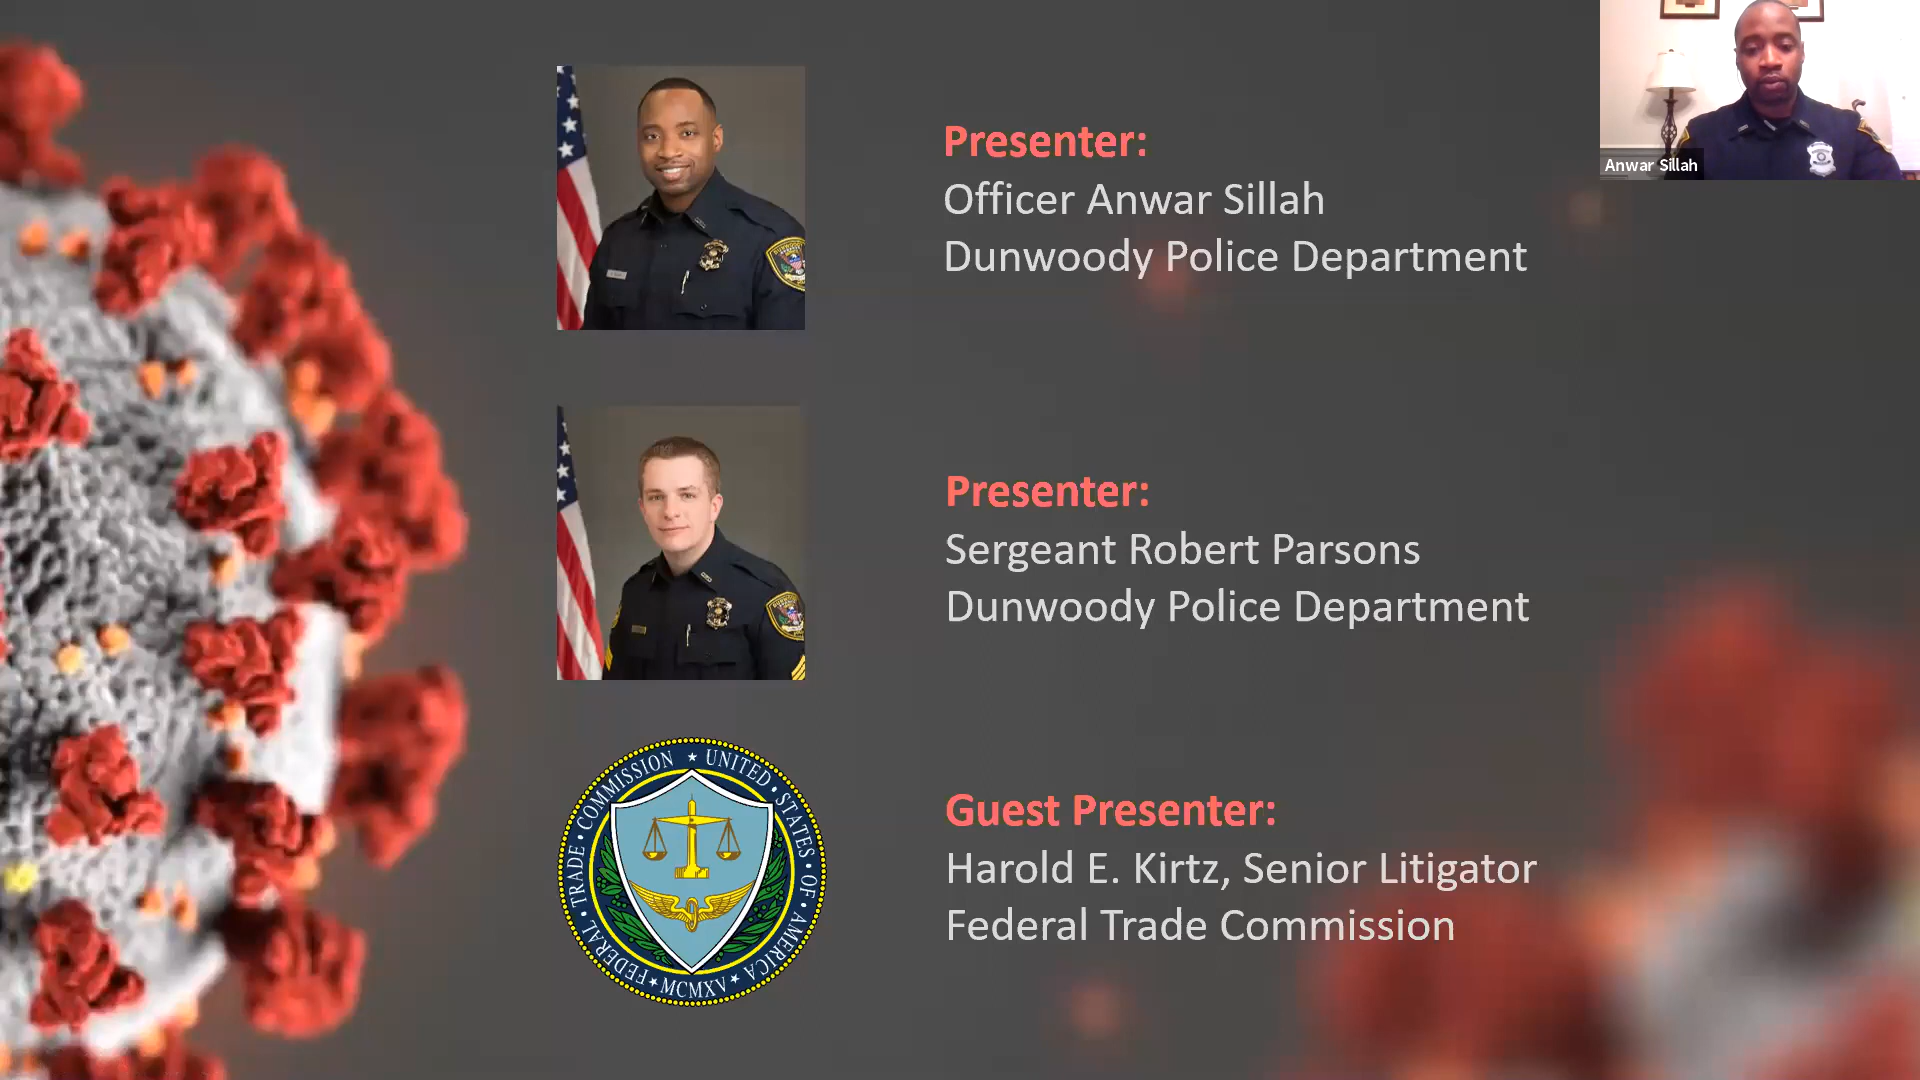 Presenter:
Officer Anwar Sillah
Dunwoody Police Department
Anwar Sillah
Presenter:
Sergeant Robert Parsons
Dunwoody Police Department
Guest Presenter:
Harold E. Kirtz, Senior Litigator
Federal Trade Commission
FEDERAL • TRADE • COMMISSION ★ UNITED • STATES • OF • AMERICA ★ MCMXV ★